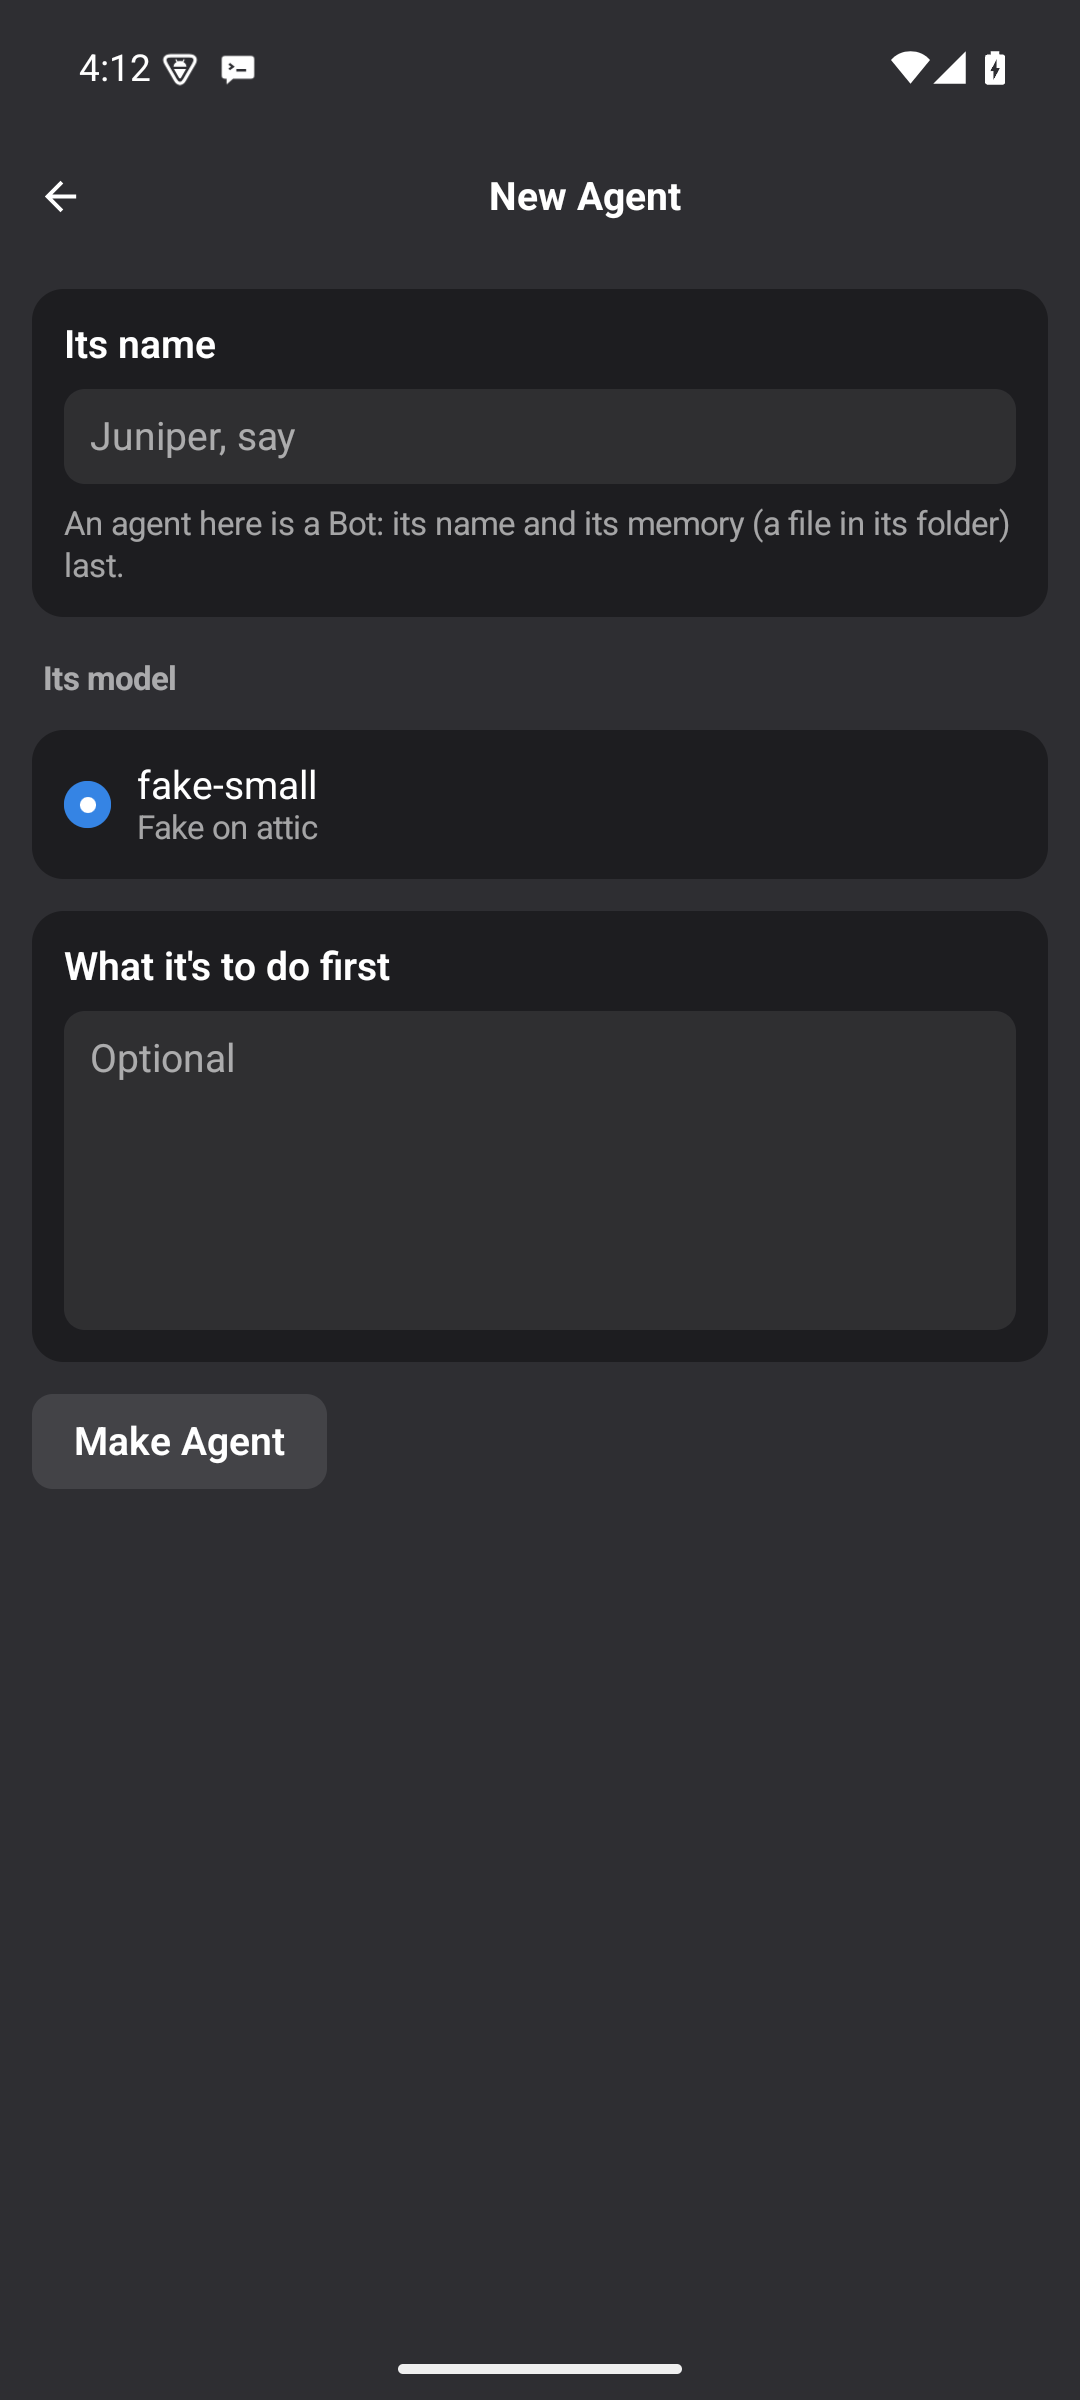 4:12
New Agent
Its name
Juniper, say
An agent here is a Bot: its name and its memory (a file in its folder)
last.
Its model
fake-small
Fake on attic
What it's to do first
Optional
Make Agent